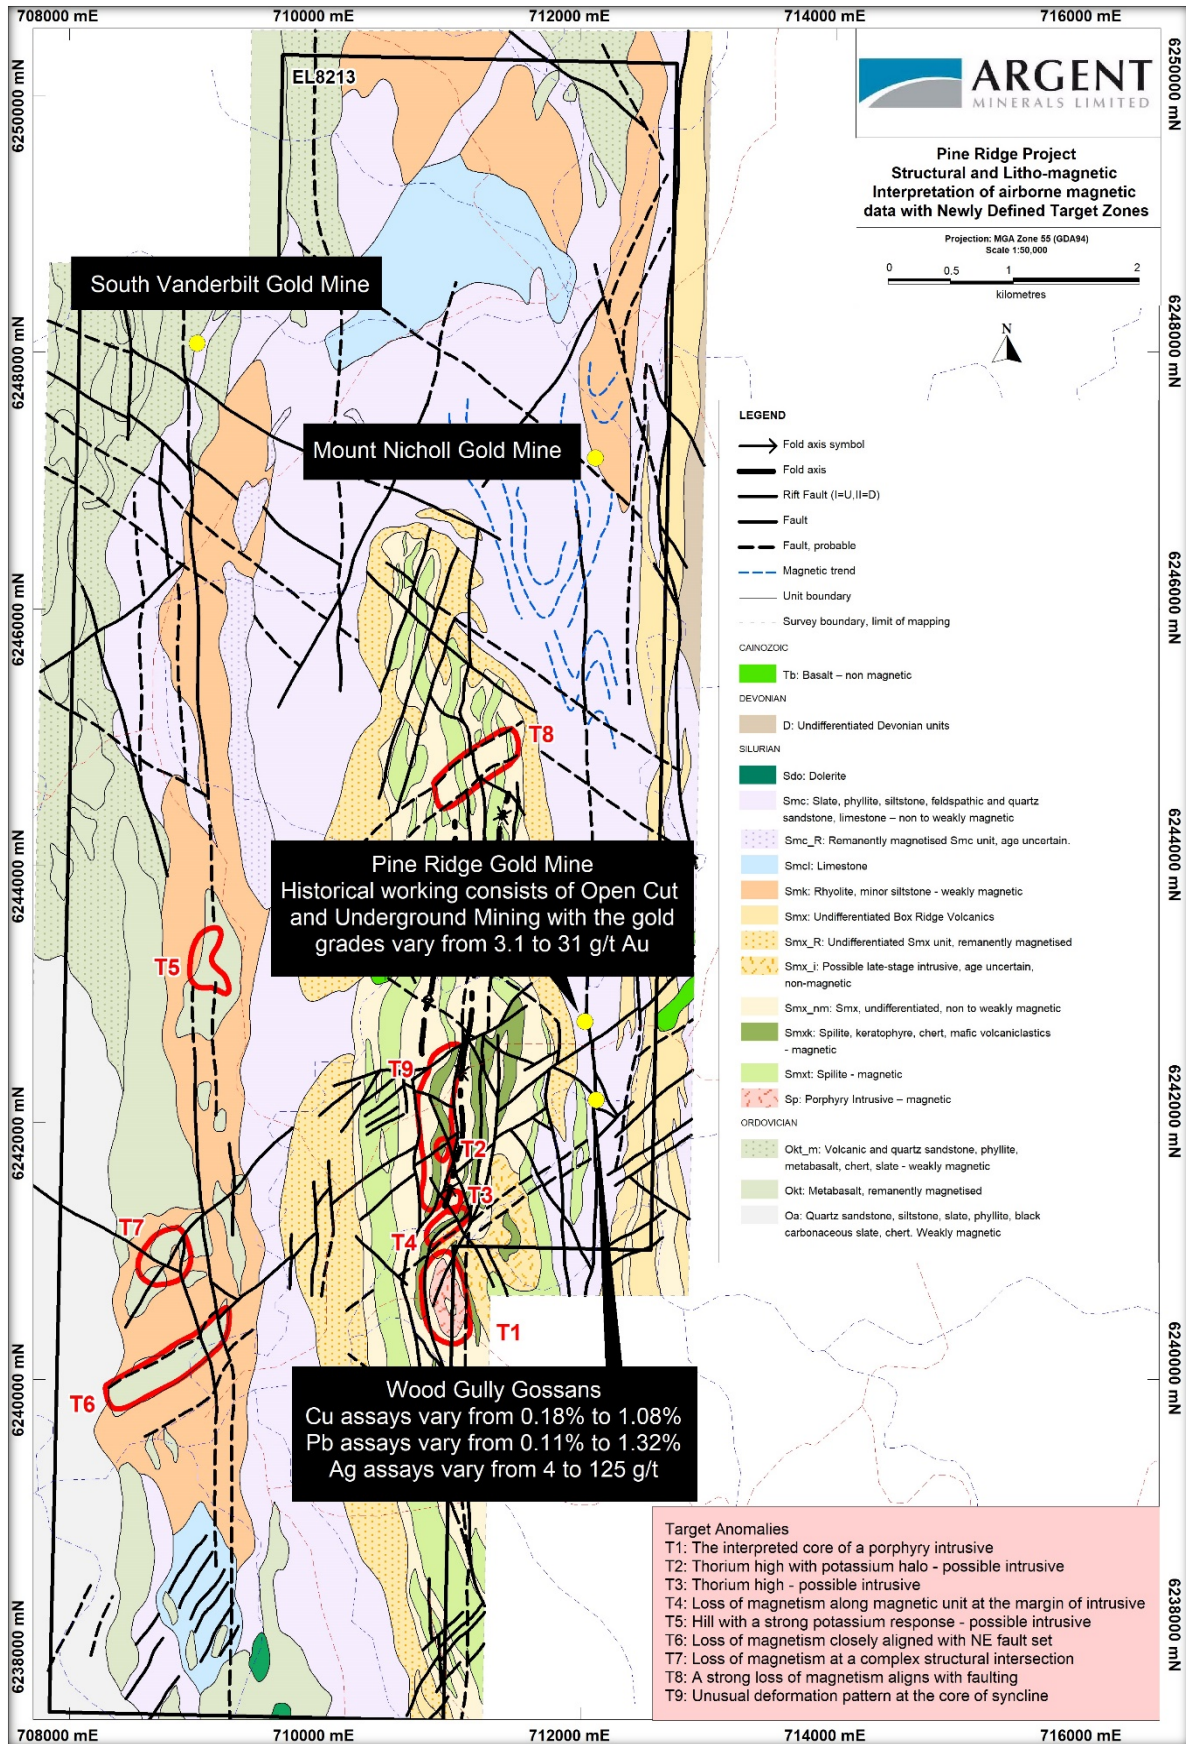 708000 mE
710000 mE
712000 mE
714000 mE
716000 mE
6250000 mN
6248000 mN
6246000 mN
6244000 mN
6242000 mN
6240000 mN
6238000 mN
EL8213
ARGENT
MINERALS LIMITED
Pine Ridge Project
Structural and Litho-magnetic
Interpretation of airborne magnetic
data with Newly Defined Target Zones
Projection: MGA Zone 55 (GDA94)
Scale 1:50,000
0 0.5 1 2
kilometres
N
South Vanderbilt Gold Mine
Mount Nicholl Gold Mine
T8
Pine Ridge Gold Mine
Historical working consists of Open Cut
and Underground Mining with the gold
grades vary from 3.1 to 31 g/t Au
T5
T9
T2
T3
T7
T4
T1
T6
Wood Gully Gossans
Cu assays vary from 0.18% to 1.08%
Pb assays vary from 0.11% to 1.32%
Ag assays vary from 4 to 125 g/t
LEGEND
Fold axis symbol
Fold axis
Rift Fault (I=U,II=D)
Fault
Fault, probable
Magnetic trend
Unit boundary
Survey boundary, limit of mapping
CAINOZOIC
Tb: Basalt – non magnetic
DEVONIAN
D: Undifferentiated Devonian units
SILURIAN
Sdo: Dolerite
Smc: Slate, phyllite, siltstone, feldspathic and quartz
sandstone, limestone – non to weakly magnetic
Smc_R: Remanently magnetised Smc unit, age uncertain.
Smcl: Limestone
Smk: Rhyolite, minor siltstone - weakly magnetic
Smx: Undifferentiated Box Ridge Volcanics
Smx_R: Undifferentiated Smx unit, remanently magnetised
Smx_i: Possible late-stage intrusive, age uncertain,
non-magnetic
Smx_nm: Smx, undifferentiated, non to weakly magnetic
Smxk: Spilite, keratophyre, chert, mafic volcaniclastics
- magnetic
Smxt: Spilite - magnetic
Sp: Porphyry Intrusive – magnetic
ORDOVICIAN
Okt_m: Volcanic and quartz sandstone, phyllite,
metabasalt, chert, slate - weakly magnetic
Okt: Metabasalt, remanently magnetised
Oa: Quartz sandstone, siltstone, slate, phyllite, black
carbonaceous slate, chert. Weakly magnetic
Target Anomalies
T1: The interpreted core of a porphyry intrusive
T2: Thorium high with potassium halo - possible intrusive
T3: Thorium high - possible intrusive
T4: Loss of magnetism along magnetic unit at the margin of intrusive
T5: Hill with a strong potassium response - possible intrusive
T6: Loss of magnetism closely aligned with NE fault set
T7: Loss of magnetism at a complex structural intersection
T8: A strong loss of magnetism aligns with faulting
T9: Unusual deformation pattern at the core of syncline
6250000 mN
6248000 mN
6246000 mN
6244000 mN
6242000 mN
6240000 mN
6238000 mN
708000 mE
710000 mE
712000 mE
714000 mE
716000 mE